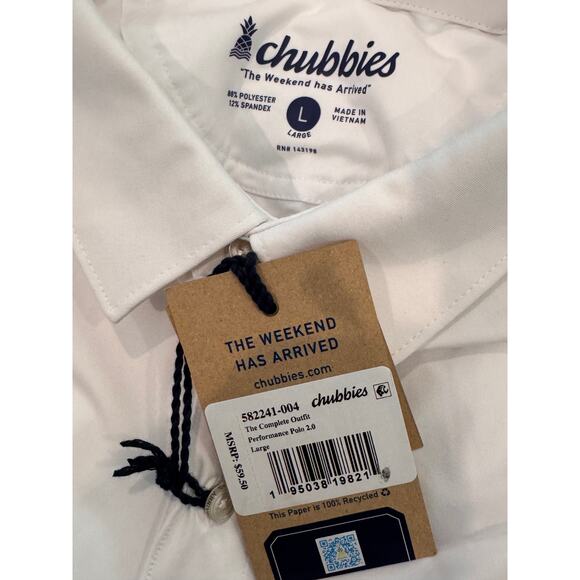 chubbies
"The Weekend has Arrived"
88% POLYESTER
12% SPANDEX
L
LARGE
MADE IN
VIETNAM
RN# 143198
THE WEEKEND
HAS ARRIVED
chubbies.com
582241-004 chubbies
The Complete Outfit
Performance Polo 2.0
Large
MSRP: $59.50
1 95038 19821
This Paper is 100% Recycled